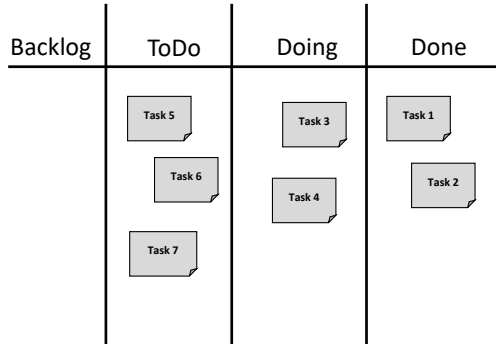 Backlog ToDo Doing Done
Task 5
Task 3
Task 1
Task 6
Task 4
Task 2
Task 7